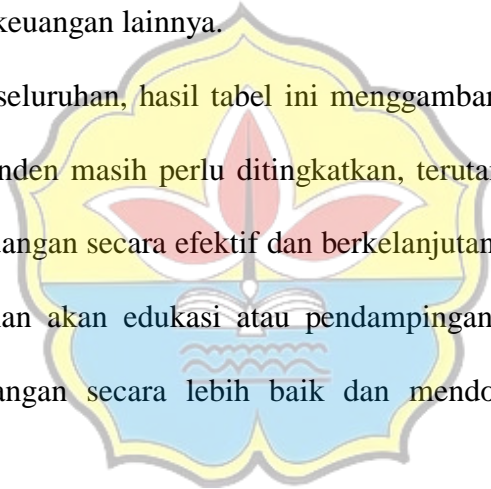 keuangan lainnya.
seluruhan, hasil tabel ini menggambar
nden masih perlu ditingkatkan, teruta
angan secara efektif dan berkelanjutan
an akan edukasi atau pendampingan
angan secara lebih baik dan mendo